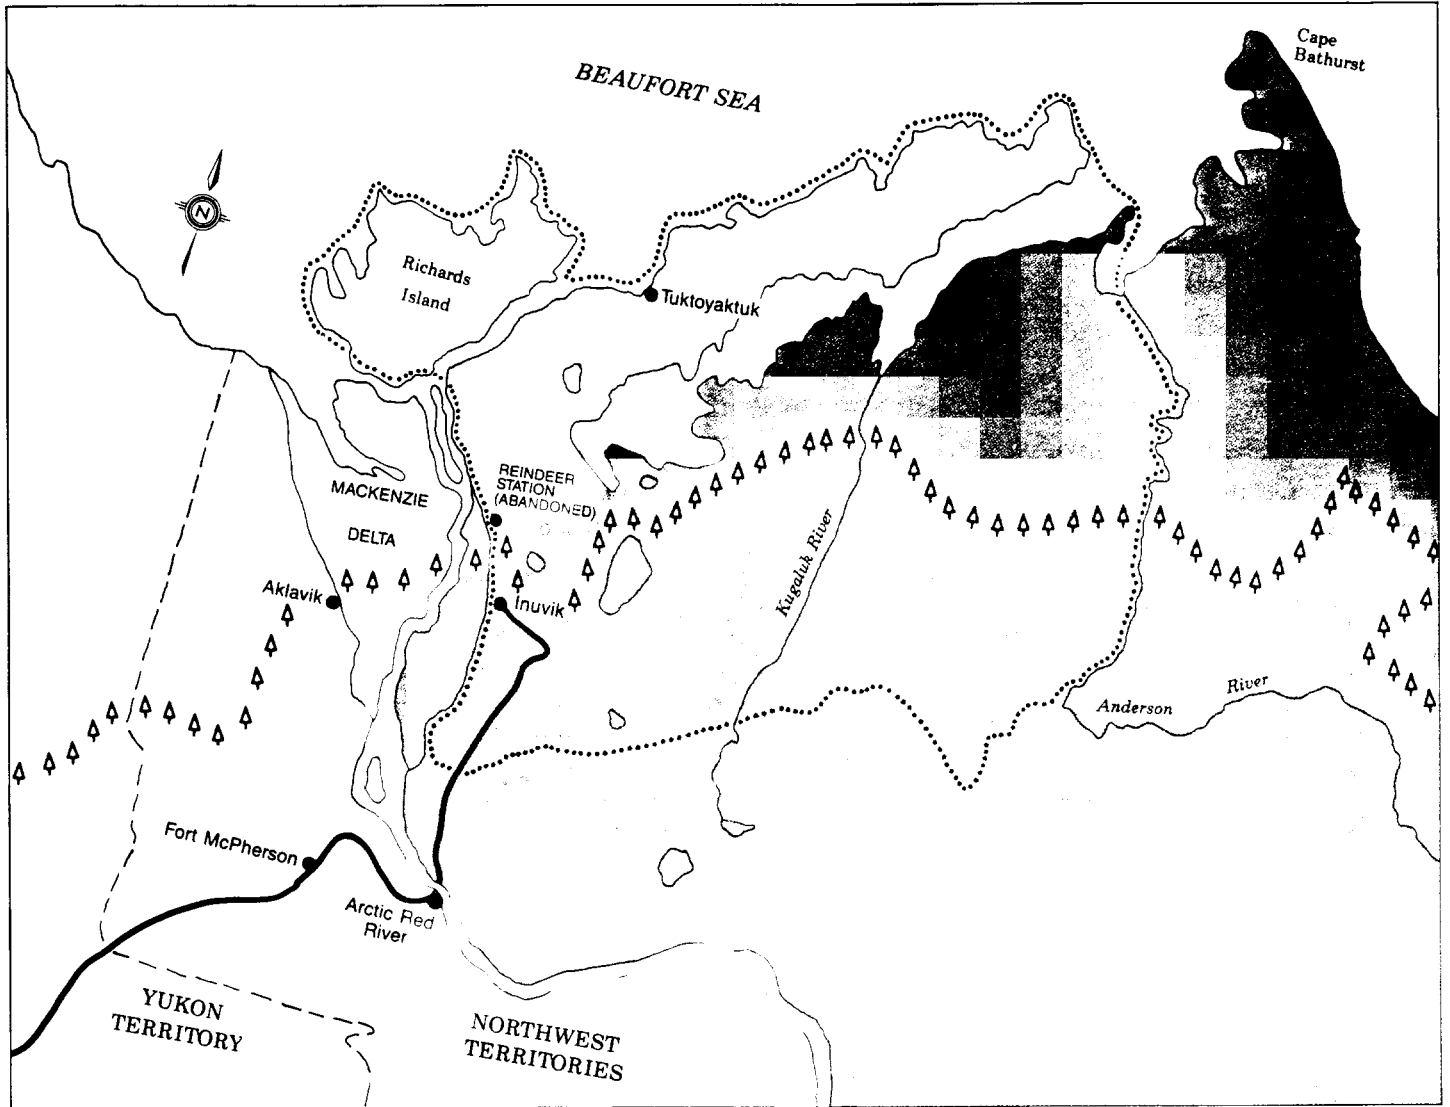 Cape
Bathurst
BEAUFORT SEA
N
Richards
Island
Tuktoyaktuk
REINDEER
STATION
(ABANDONED)
MACKENZIE
DELTA
Aklavik
Inuvik
Kugaluk River
Anderson River
Fort McPherson
Arctic Red
River
YUKON
TERRITORY
NORTHWEST
TERRITORIES